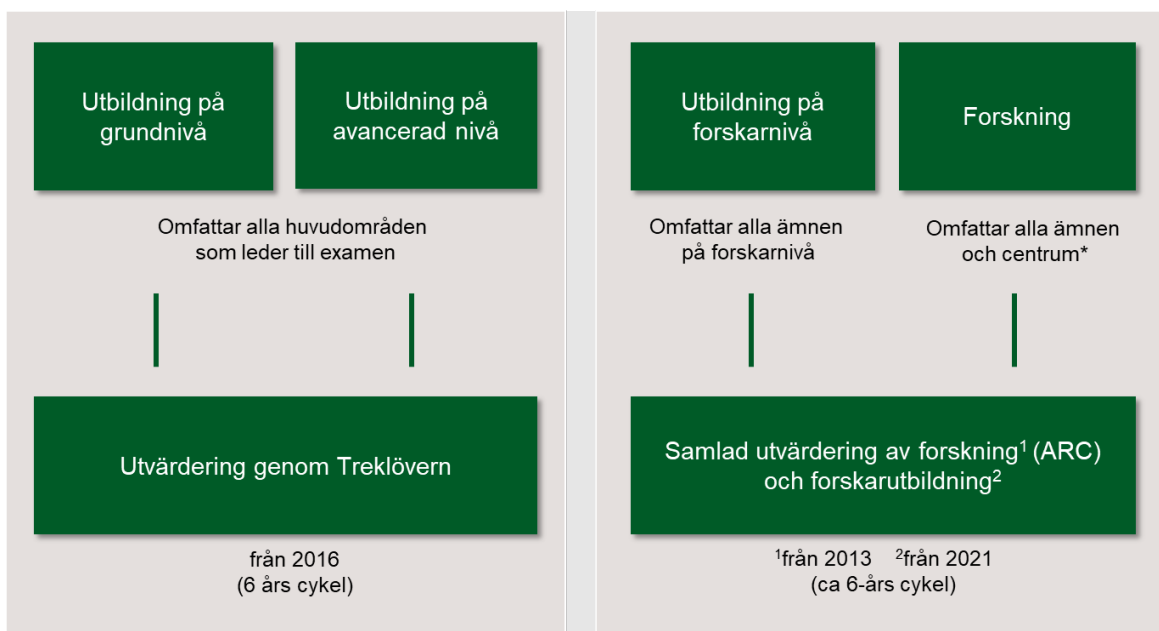 Utbildning på
grundnivå
Utbildning på
avancerad nivå
Omfattar alla huvudområden
som leder till examen
Utvärdering genom Treklövern
från 2016
(6 års cykel)
Utbildning på
forskarnivå
Forskning
Omfattar alla ämnen
på forskarnivå
Omfattar alla ämnen
och centrum*
Samlad utvärdering av forskning¹ (ARC)
och forskarutbildning²
¹från 2013 ²från 2021
(ca 6-års cykel)